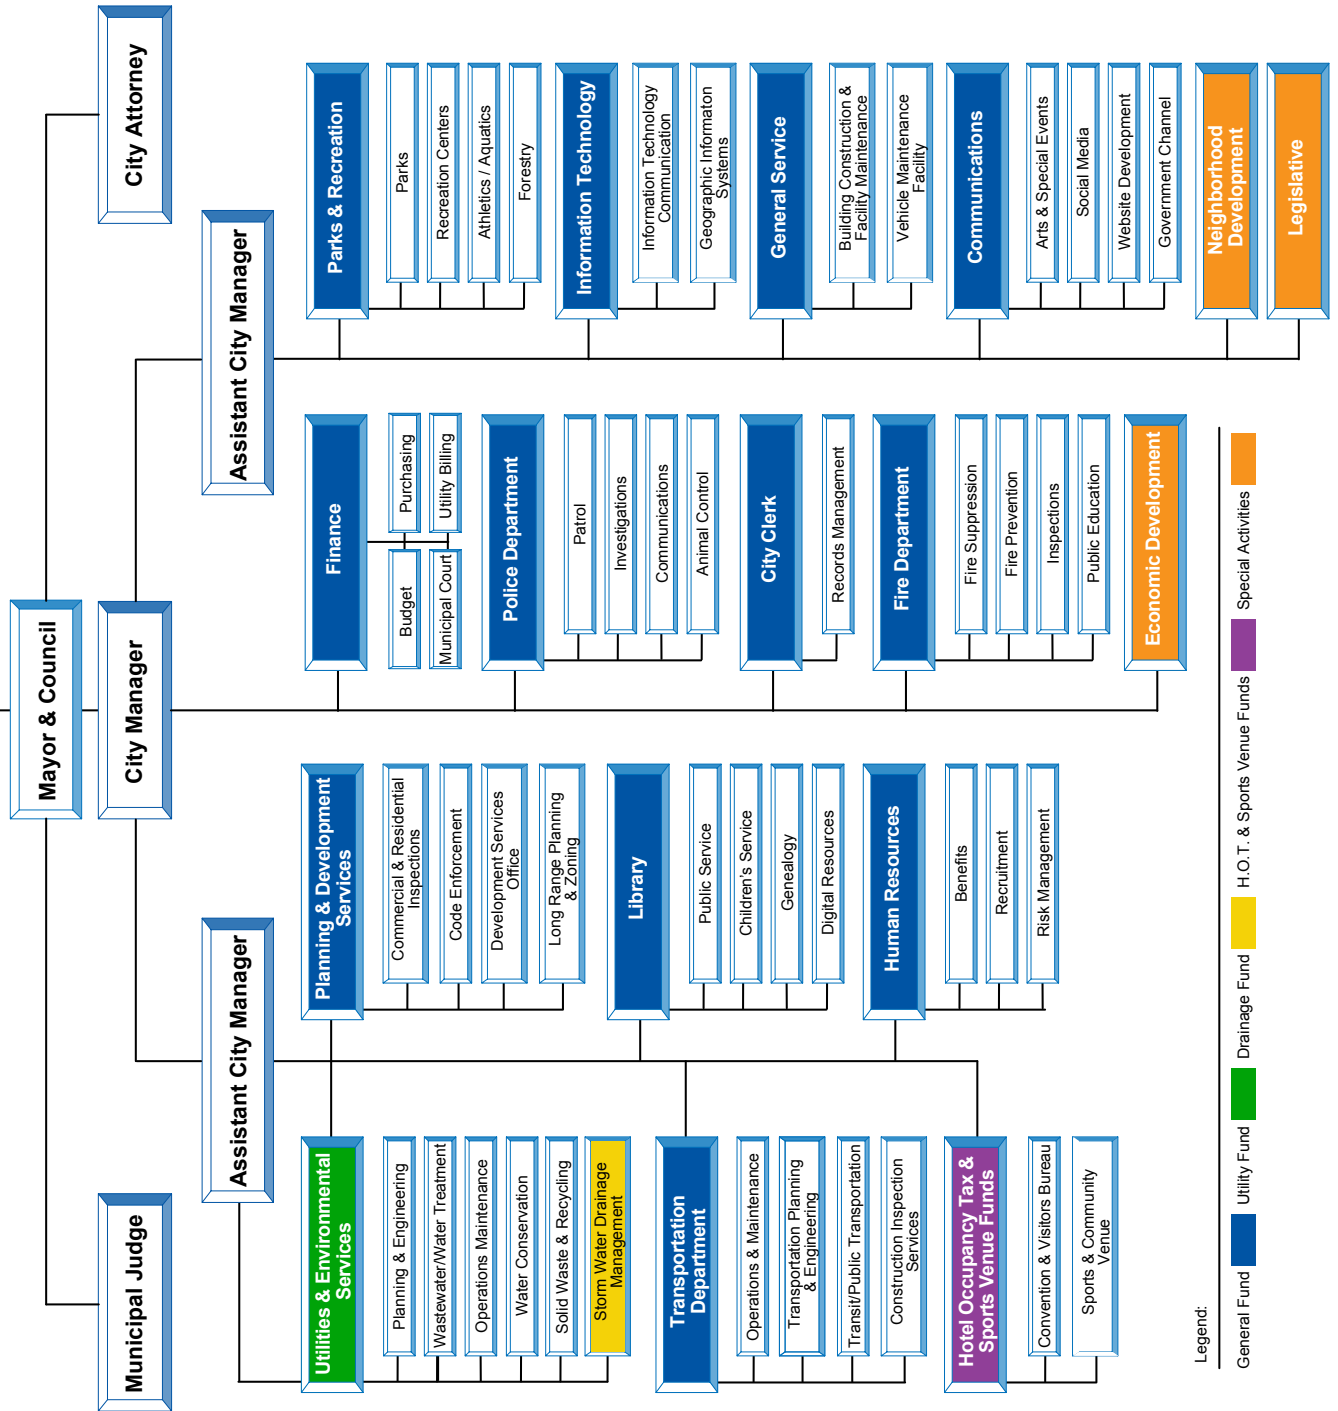 Mayor & Council
Municipal Judge
City Manager
City Attorney
Assistant City Manager
Assistant City Manager
Utilities & Environmental
Services
Planning & Engineering
Wastewater/Water Treatment
Operations Maintenance
Water Conservation
Solid Waste & Recycling
Storm Water Drainage
Management
Transportation
Department
Operations & Maintenance
Transportation Planning
& Engineering
Transit/Public Transportation
Construction Inspection
Services
Hotel Occupancy Tax &
Sports Venue Funds
Convention & Visitors Bureau
Sports & Community
Venue
Planning & Development
Services
Commercial & Residential
Inspections
Code Enforcement
Development Services
Office
Long Range Planning
& Zoning
Library
Public Service
Children's Service
Genealogy
Digital Resources
Human Resources
Benefits
Recruitment
Risk Management
Finance
Budget
Purchasing
Municipal Court
Utility Billing
Police Department
Patrol
Investigations
Communications
Animal Control
City Clerk
Records Management
Fire Department
Fire Suppression
Fire Prevention
Inspections
Public Education
Economic Development
Parks & Recreation
Parks
Recreation Centers
Athletics / Aquatics
Forestry
Information Technology
Information Technology
Communication
Geographic Informaton
Systems
General Service
Building Construction &
Facility Maintenance
Vehicle Maintenance
Facility
Communications
Arts & Special Events
Social Media
Website Development
Government Channel
Neighborhood
Development
Legislative
Legend:
General Fund
Utility Fund
Drainage Fund
H.O.T. & Sports Venue Funds
Special Activities